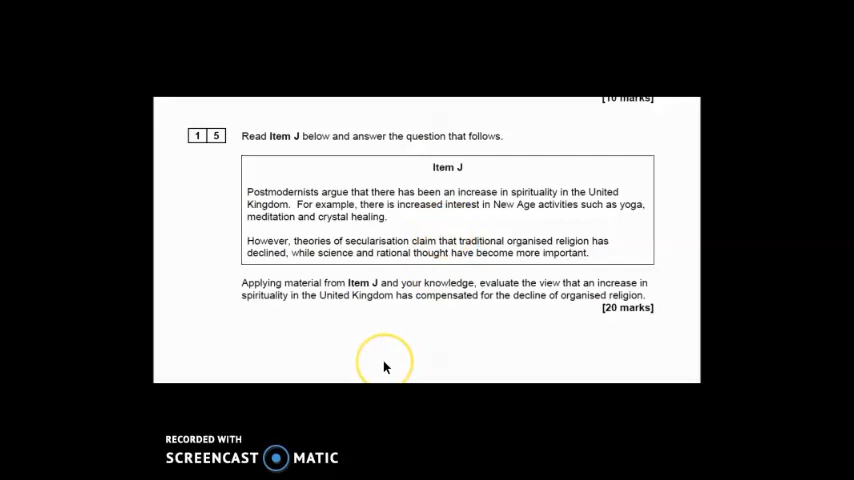 [10 marks]
1 5 Read Item J below and answer the question that follows.
Item J
Postmodernists argue that there has been an increase in spirituality in the United
Kingdom. For example, there is increased interest in New Age activities such as yoga,
meditation and crystal healing.
However, theories of secularisation claim that traditional organised religion has
declined, while science and rational thought have become more important.
Applying material from Item J and your knowledge, evaluate the view that an increase in
spirituality in the United Kingdom has compensated for the decline of organised religion.
[20 marks]
RECORDED WITH
SCREENCAST MATIC